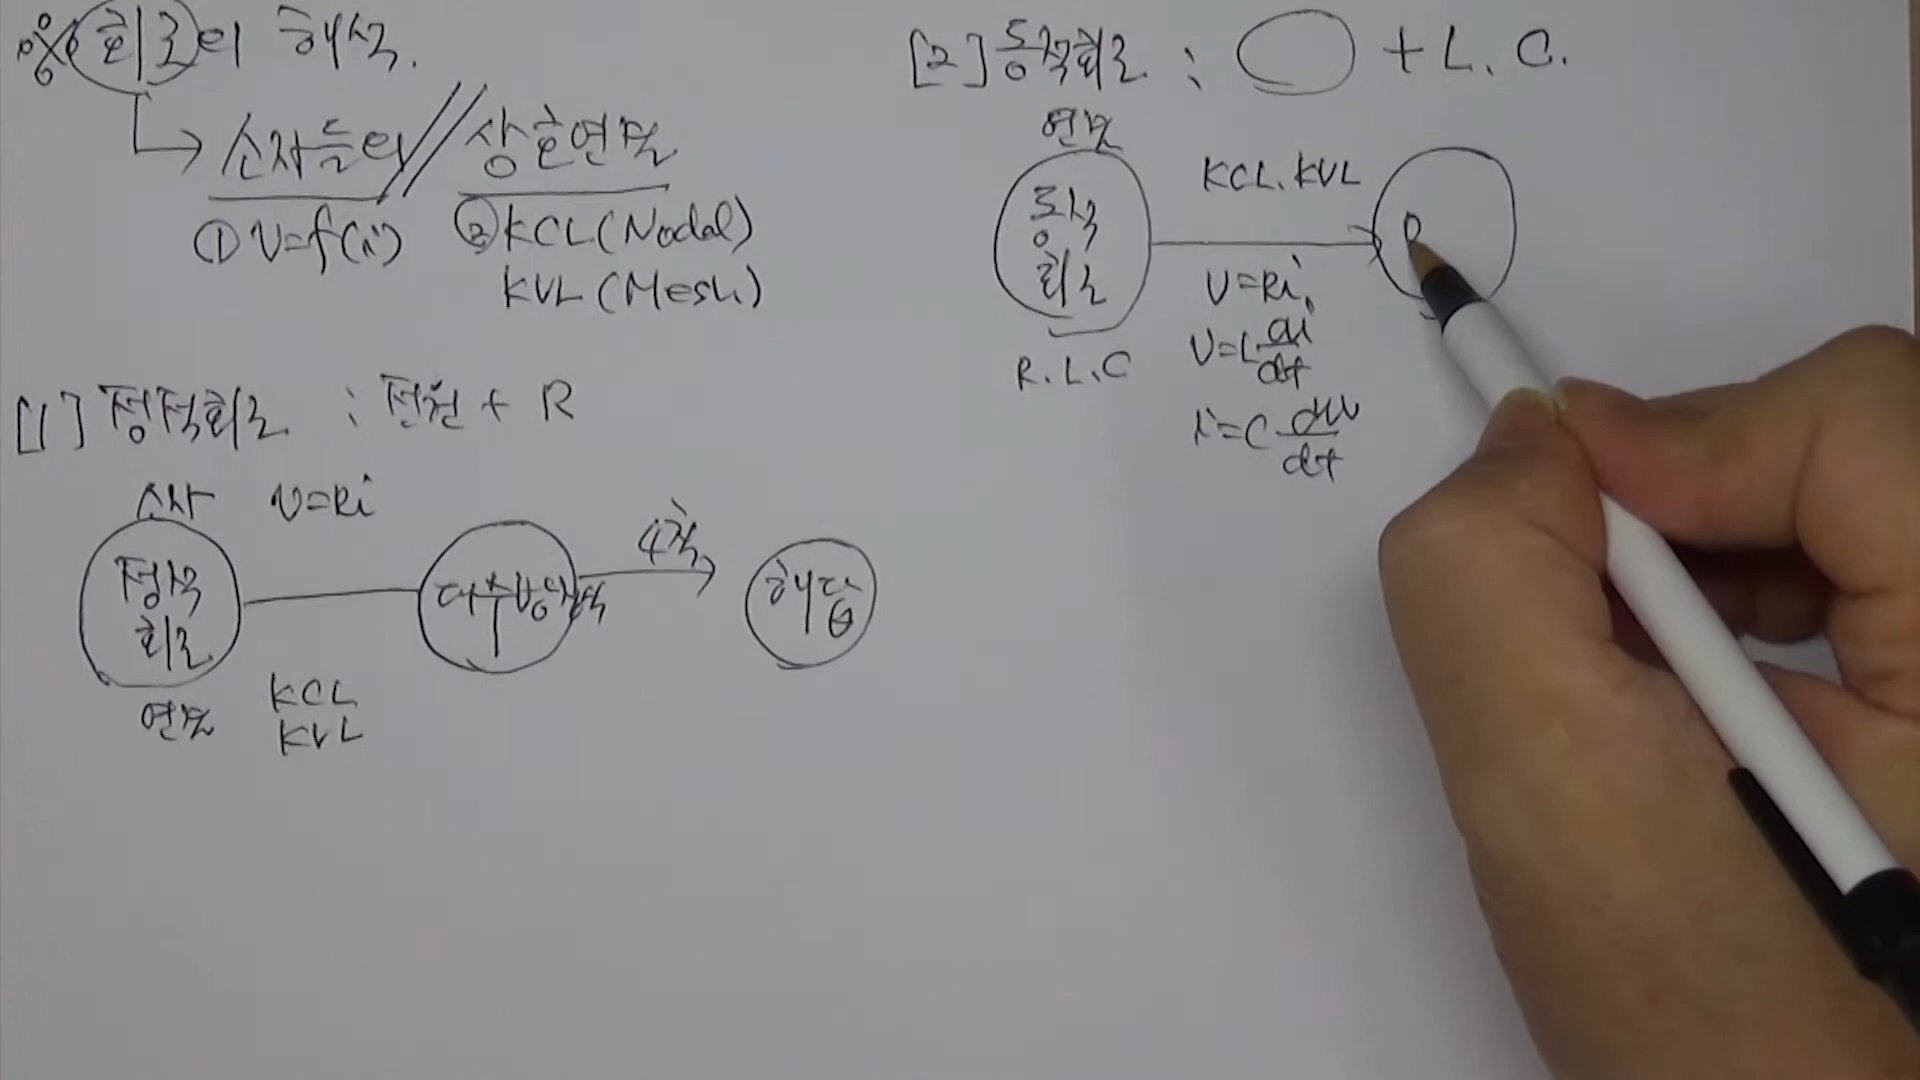 ※ 회로의 해석.
소자들의 // 상호연결
① V=f(i) ② KCL(Nodal)
KVL(Mesh)
[1] 정적회로 : 전원 + R
소자 V=Ri
정적
회로
대수방정식
4칙
해답
연결
KCL
KVL
[2] 동적회로 : + L. C.
연결
동적
회로
R. L. C
KCL. KVL
V=Ri,
V=L di/dt
i=C dv/dt